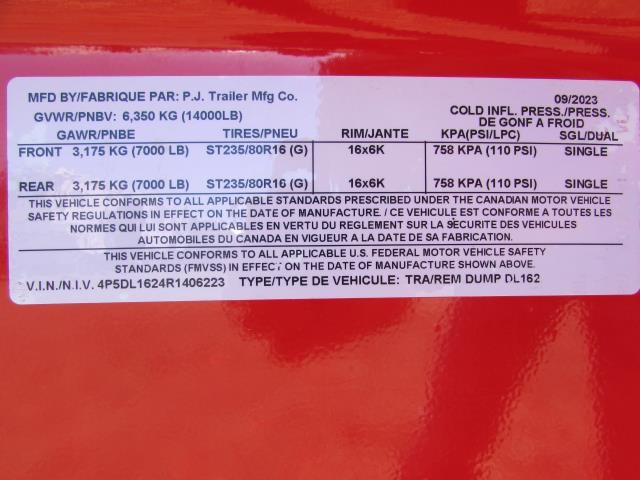 MFD BY/FABRIQUE PAR: P.J. Trailer Mfg Co. 09/2023
GVWR/PNBV: 6,350 KG (14000LB) COLD INFL. PRESS./PRESS.
DE GONF A FROID
GAWR/PNBE TIRES/PNEU RIM/JANTE KPA(PSI/LPC) SGL/DUAL
FRONT 3,175 KG (7000 LB) ST235/80R16 (G) 16x6K 758 KPA (110 PSI) SINGLE
REAR 3,175 KG (7000 LB) ST235/80R16 (G) 16x6K 758 KPA (110 PSI) SINGLE
THIS VEHICLE CONFORMS TO ALL APPLICABLE STANDARDS PRESCRIBED UNDER THE CANADIAN MOTOR VEHICLE
SAFETY REGULATIONS IN EFFECT ON THE DATE OF MANUFACTURE. / CE VEHICULE EST CONFORME A TOUTES LES
NORMES QUI LUI SONT APPLICABLES EN VERTU DU REGLEMENT SUR LA SECURITE DES VEHICULES
AUTOMOBILES DU CANADA EN VIGUEUR A LA DATE DE SA FABRICATION.
THIS VEHICLE CONFORMS TO ALL APPLICABLE U.S. FEDERAL MOTOR VEHICLE SAFETY
STANDARDS (FMVSS) IN EFFECT ON THE DATE OF MANUFACTURE SHOWN ABOVE.
V.I.N./N.I.V. 4P5DL1624R1406223 TYPE/TYPE DE VEHICULE: TRA/REM DUMP DL162